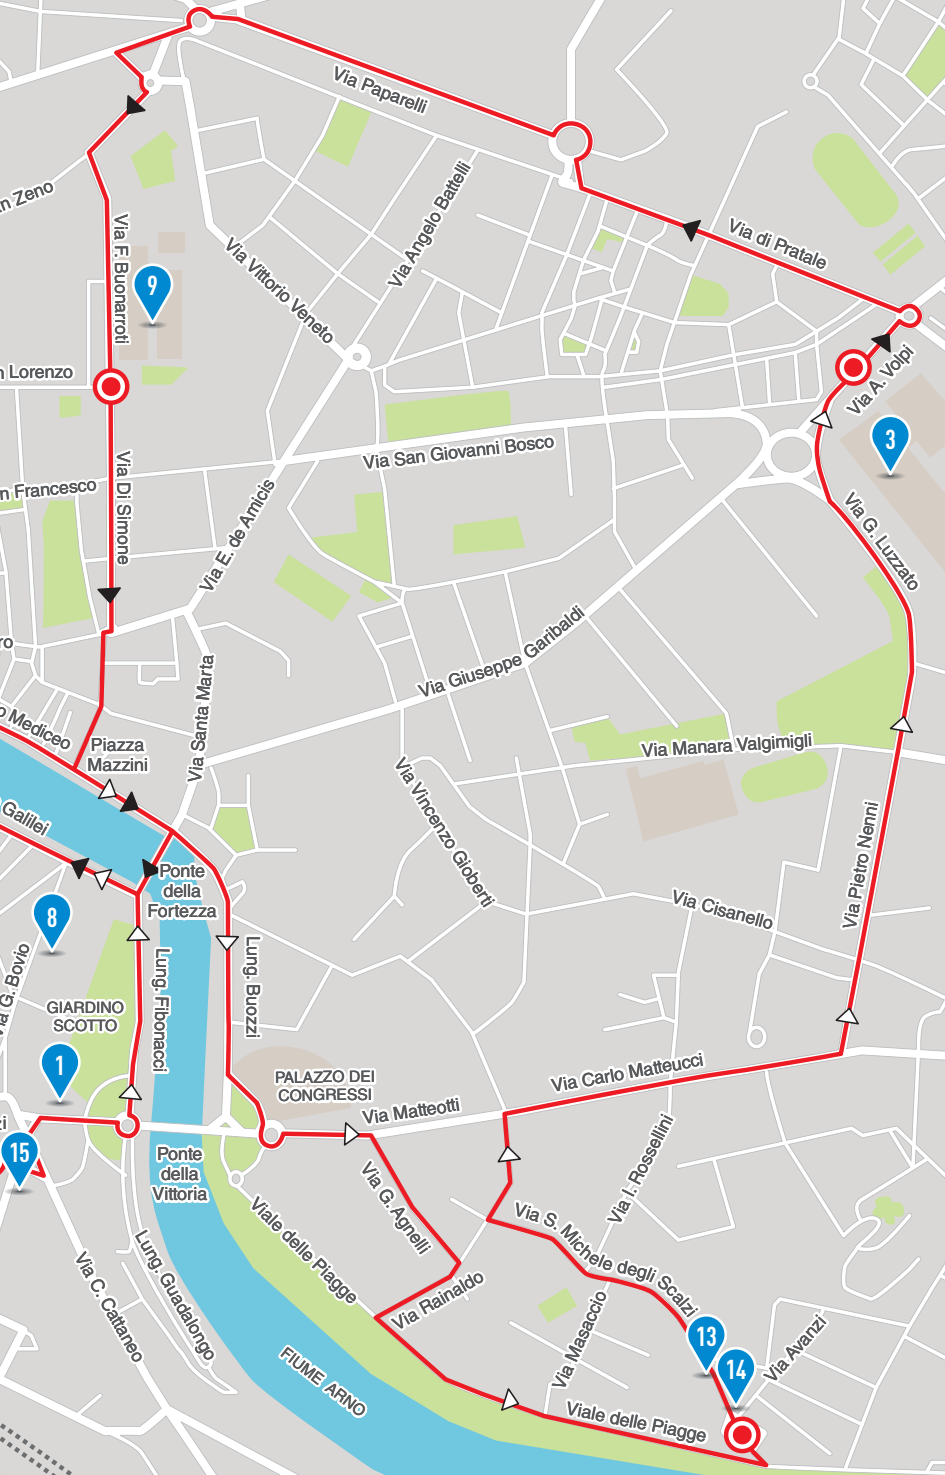 Via Paparelli
n Zeno
Via F. Buonarroti
Via Angelo Battelli
Via di Pratale
Via Vittorio Veneto
9
n Lorenzo
Via A. Volpi
3
Via San Giovanni Bosco
n Francesco
Via Di Simone
Via E. de Amicis
Via G. Luzzato
ro
Via Giuseppe Garibaldi
Via Santa Marta
o Mediceo
Piazza
Mazzini
Via Manara Valgimigli
Galilei
Via Vincenzo Gioberti
Via Pietro Nenni
Ponte
della
Fortezza
8
Via Cisanello
Via G. Bovio
Lung. Fibonacci
Lung. Buozzi
GIARDINO
SCOTTO
1
PALAZZO DEI
CONGRESSI
Via Carlo Matteucci
Via Matteotti
zi
15
Ponte
della
Vittoria
Via G. Agnelli
Via I. Rossellini
Viale delle Piagge
Via S. Michele degli Scalzi
Via C. Cattaneo
Lung. Guadalongo
Via Rainaldo
Via Masaccio
13
14
Via Avanzi
FIUME ARNO
Viale delle Piagge